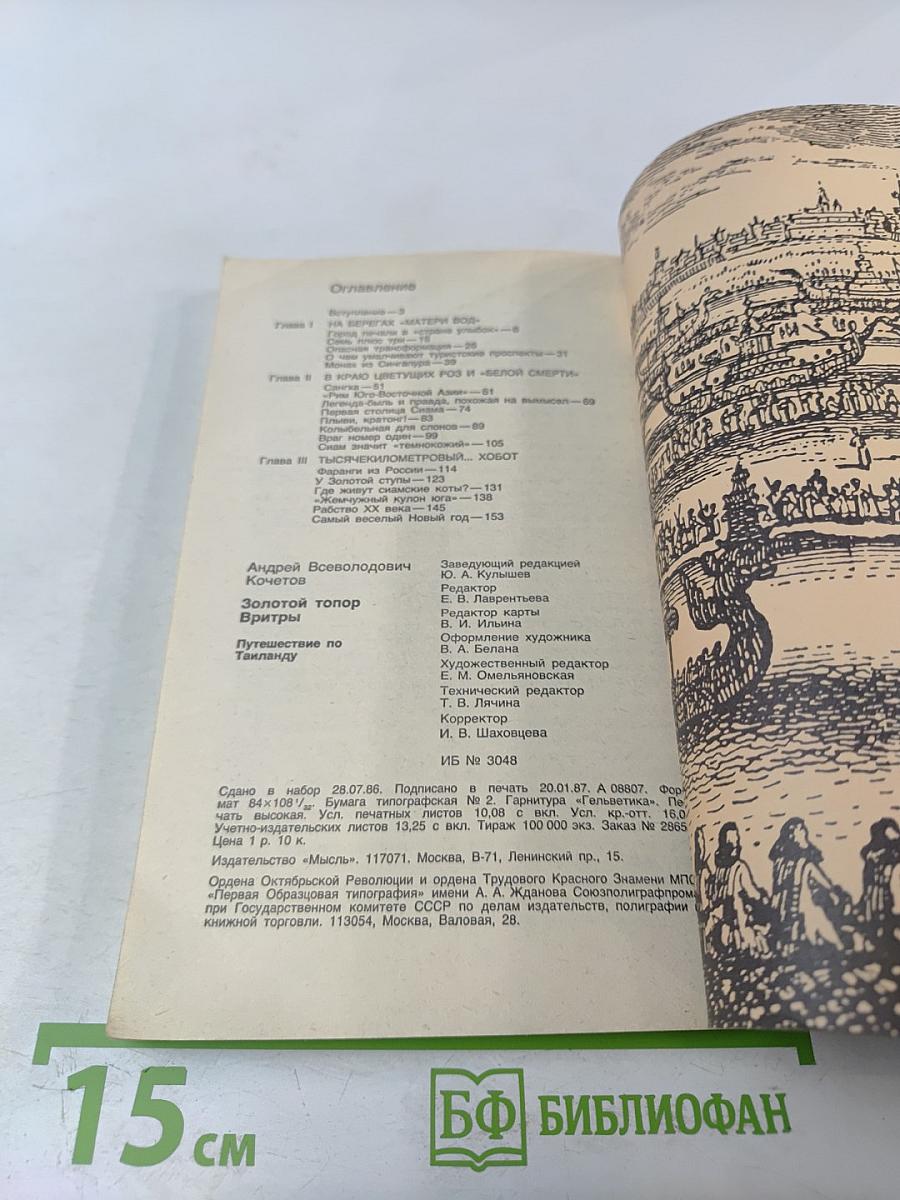 Оглавление
Вступление — 3
Глава I НА БЕРЕГАХ «МАТЕРИ ВОД»
Город печали в «стране улыбок» — 6
Семь плюс три — 15
Опасная трансформация — 26
О чем умалчивают туристские проспекты — 31
Монах из Сингапура — 39
Глава II В КРАЮ ЦВЕТУЩИХ РОЗ И «БЕЛОЙ СМЕРТИ»
Сангха — 51
«Рим Юго-Восточной Азии» — 61
Легенда-быль и правда, похожая на вымысел — 69
Первая столица Сиама — 74
Плыви, кратонг! — 83
Колыбельная для слонов — 89
Враг номер один — 99
Сиам значит «темнокожий» — 105
Глава III ТЫСЯЧЕКИЛОМЕТРОВЫЙ... ХОБОТ
Фаранги из России — 114
У Золотой ступы — 123
Где живут сиамские коты? — 131
«Жемчужный кулон юга» — 138
Рабство XX века — 145
Самый веселый Новый год — 153
Андрей Всеволодович
Кочетов
Золотой топор
Вритры
Путешествие по
Таиланду
Заведующий редакцией
Ю. А. Кулышев
Редактор
Е. В. Лаврентьева
Редактор карты
В. И. Ильина
Оформление художника
В. А. Белана
Художественный редактор
Е. М. Омельяновская
Технический редактор
Т. В. Лячина
Корректор
И. В. Шаховцева
ИБ № 3048
Сдано в набор 28.07.86. Подписано в печать 20.01.87. А 08807. Фор-
мат 84×108 1/32. Бумага типографская № 2. Гарнитура «Гельветика». Пе-
чать высокая. Усл. печатных листов 10,08 с вкл. Усл. кр.-отт. 16,0
Учетно-издательских листов 13,25 с вкл. Тираж 100 000 экз. Заказ № 2865
Цена 1 р. 10 к.
Издательство «Мысль». 117071. Москва, В-71, Ленинский пр., 15.
Ордена Октябрьской Революции и ордена Трудового Красного Знамени МПО
«Первая Образцовая типография» имени А. А. Жданова Союзполиграфпрома
при Государственном комитете СССР по делам издательств, полиграфии
книжной торговли. 113054, Москва, Валовая, 28.
15 см
БФ БИБЛИОФАН